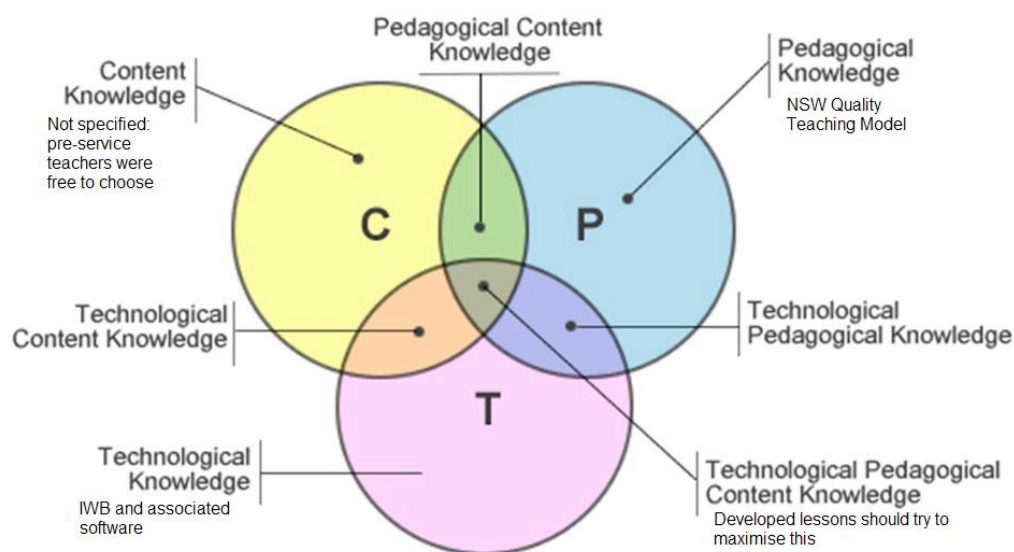 Pedagogical Content
Knowledge
Content
Knowledge
Not specified:
pre-service
teachers were
free to choose
Pedagogical
Knowledge
NSW Quality
Teaching Model
C
P
Technological
Content Knowledge
Technological
Pedagogical Knowledge
T
Technological
Knowledge
IWB and associated
software
Technological Pedagogical
Content Knowledge
Developed lessons should try to
maximise this